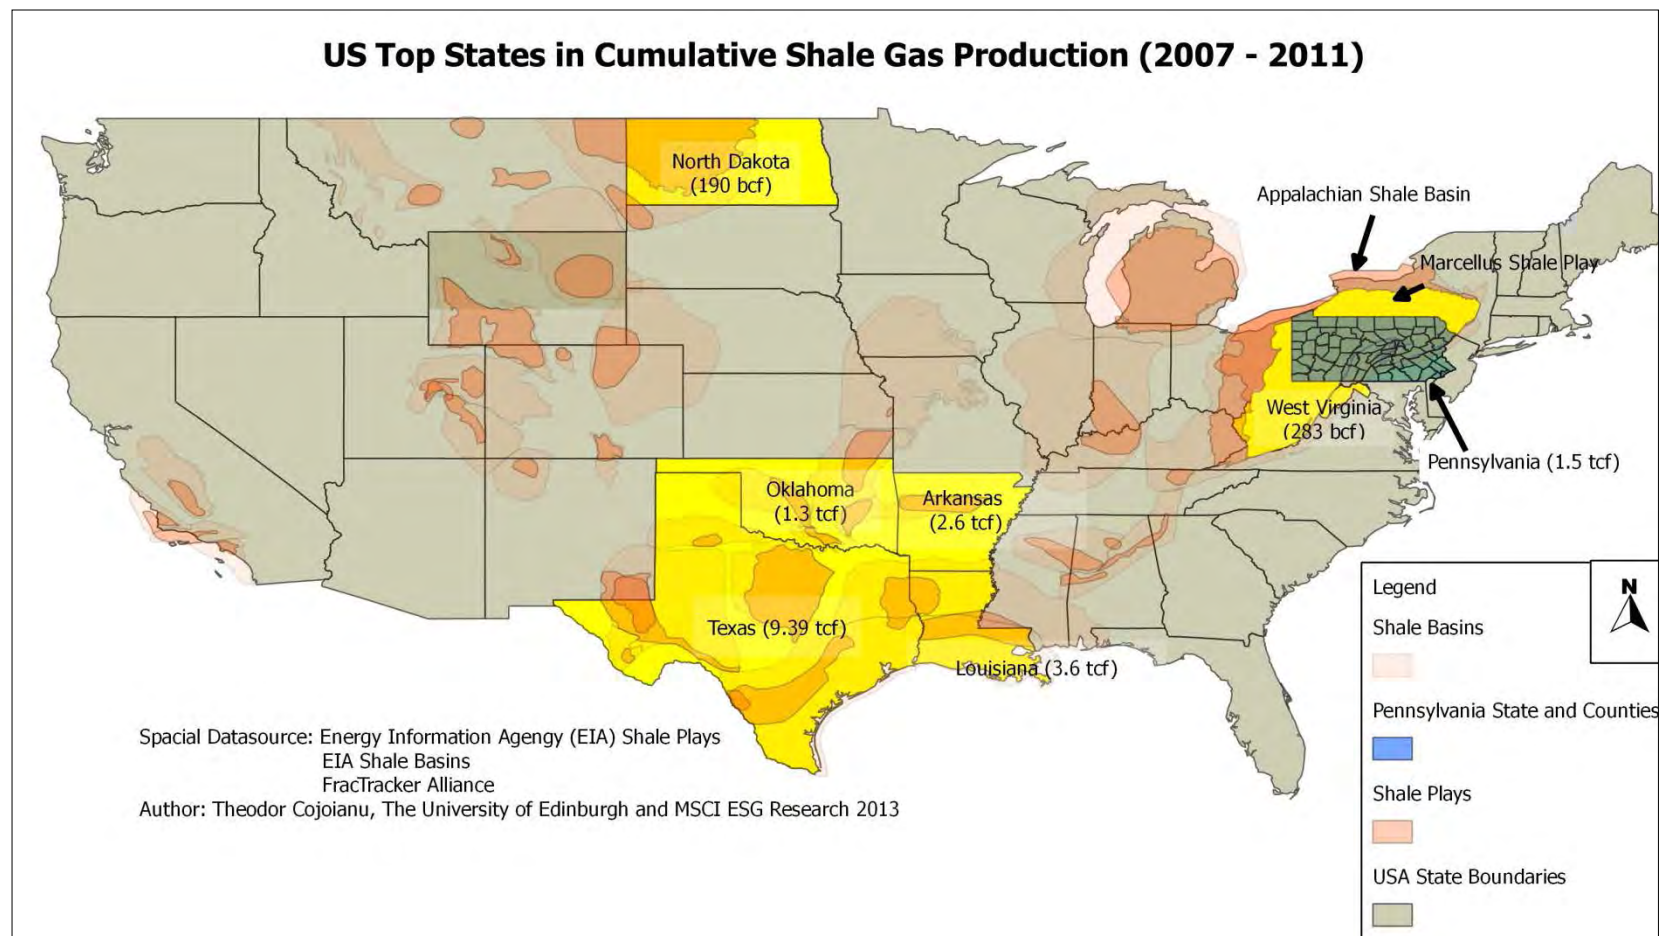 US Top States in Cumulative Shale Gas Production (2007 - 2011)
North Dakota
(190 bcf)
Appalachian Shale Basin
Marcellus Shale Play
West Virginia
(283 bcf)
Pennsylvania (1.5 tcf)
Oklahoma
(1.3 tcf)
Arkansas
(2.6 tcf)
Texas (9.39 tcf)
Louisiana (3.6 tcf)
Spacial Datasource: Energy Information Agengy (EIA) Shale Plays
EIA Shale Basins
FracTracker Alliance
Author: Theodor Cojoianu, The University of Edinburgh and MSCI ESG Research 2013
Legend
N
Shale Basins
Pennsylvania State and Counties
Shale Plays
USA State Boundaries